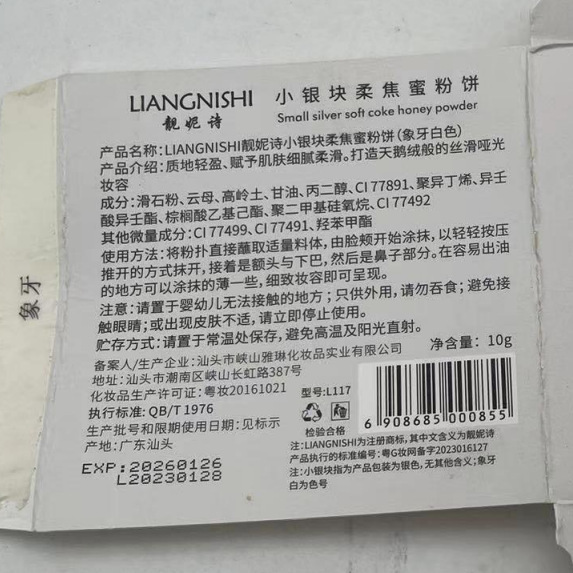 LIANGNISHI 小银块柔焦蜜粉饼
靓妮诗 Small silver soft coke honey powder
产品名称:LIANGNISHI靓妮诗小银块柔焦蜜粉饼(象牙白色)
产品介绍:质地轻盈、赋予肌肤细腻柔滑。打造天鹅绒般的丝滑哑光
妆容
成分:滑石粉、云母、高岭土、甘油、丙二醇、CI 77891、聚异丁烯、异壬
酸异壬酯、棕榈酸乙基己酯、聚二甲基硅氧烷、CI 77492
其他微量成分:CI 77499、CI 77491、羟苯甲酯
使用方法:将粉扑直接蘸取适量料体,由脸颊开始涂抹,以轻轻按压
推开的方式抹开,接着是额头与下巴,然后是鼻子部分。在容易出油
的地方可以涂抹的薄一些,细致妆容即可呈现。
注意:请置于婴幼儿无法接触的地方;只供外用,请勿吞食;避免接
触眼睛;或出现皮肤不适,请立即停止使用。
贮存方式:请置于常温处保存,避免高温及阳光直射。
备案人/生产企业:汕头市峡山雅琳化妆品实业有限公司 净含量: 10g
地址:汕头市潮南区峡山长虹路387号
化妆品生产许可证:粤妆20161021 型号:L117
执行标准:QB/T 1976
生产批号和限期使用日期:见标示
产地:广东汕头
EXP:20260126
L20230128
检验合格
6 908685 000855
注:LIANGNISHI为注册商标,其中文含义为靓妮诗
产品执行的标准编号:粤G妆网备字2023016127
注:小银块指为产品包装为银色,无其他含义;象牙
白为色号
象牙